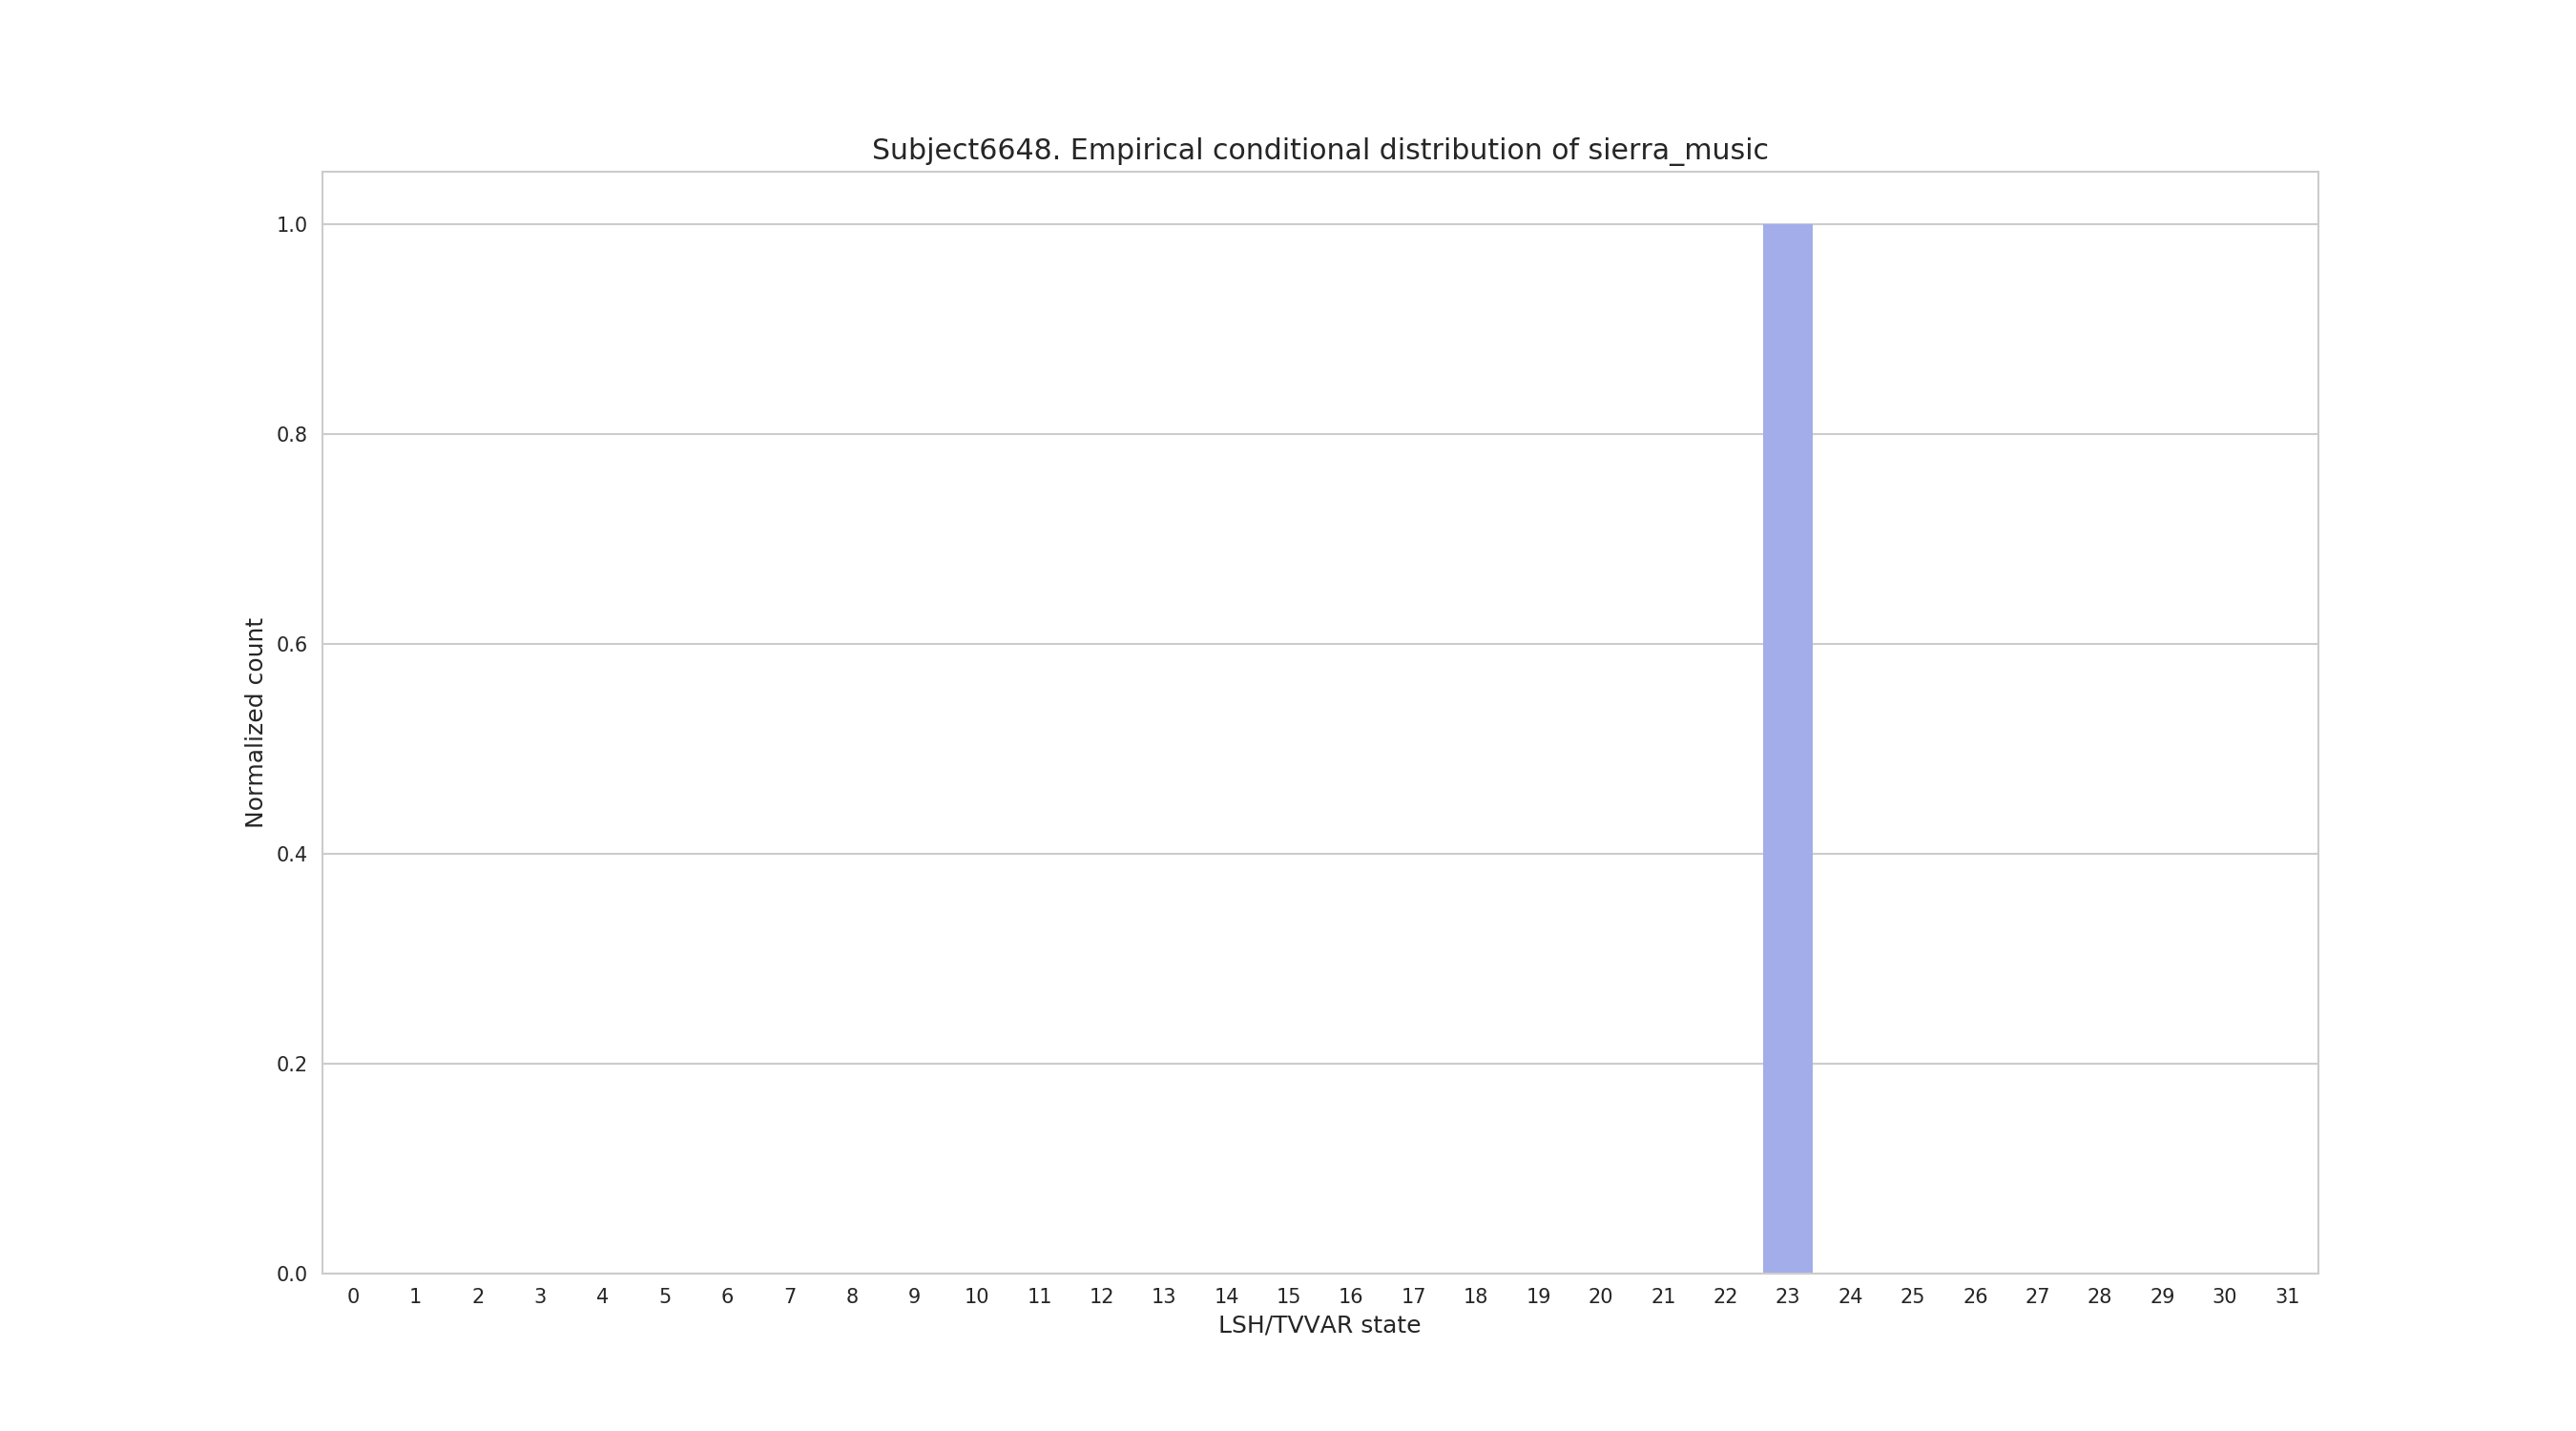 Subject6648. Empirical conditional distribution of sierra_music
1.0
0.8
0.6
0.4
0.2
0.0
Normalized count
0 1 2 3 4 5 6 7 8 9 10 11 12 13 14 15 16 17 18 19 20 21 22 23 24 25 26 27 28 29 30 31
LSH/TVVAR state